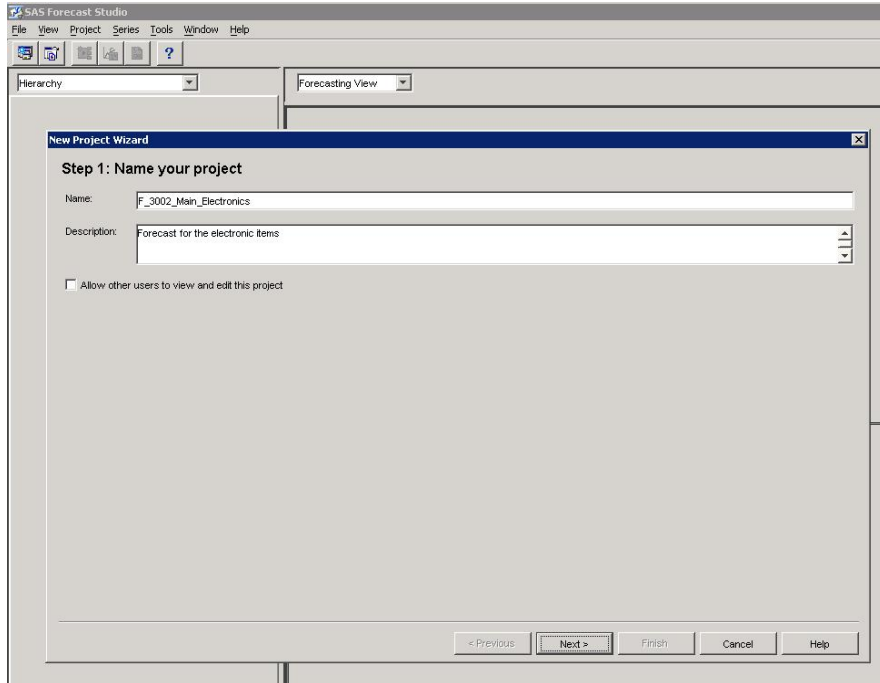 SAS Forecast Studio
File View Project Series Tools Window Help
?
Hierarchy
Forecasting View
New Project Wizard
Step 1: Name your project
Name: F_3002_Main_Electronics
Description: Forecast for the electronic items
Allow other users to view and edit this project
< Previous Next > Finish Cancel Help